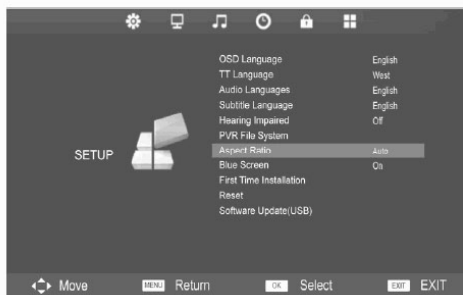 OSD Language English
TT Language West
Audio Languages English
Subtitle Language English
Hearing Impaired Off
PVR File System
SETUP
Aspect Ratio Auto
Blue Screen On
First Time Installation
Reset
Software Update(USB)
Move MENU Return OK Select EXIT EXIT